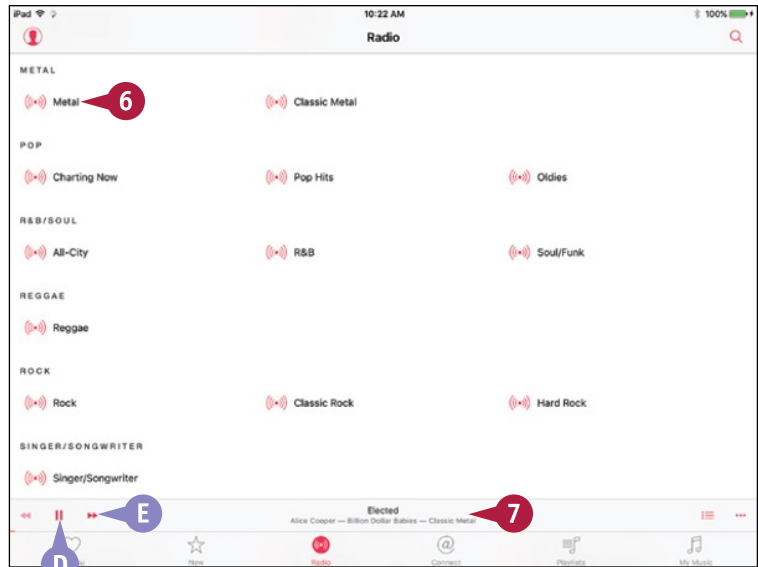 iPad 10:22 AM 100%
Radio
METAL
Metal 6 Classic Metal
POP
Charting Now Pop Hits Oldies
R&B/SOUL
All-City R&B Soul/Funk
REGGAE
Reggae
ROCK
Rock Classic Rock Hard Rock
SINGER/SONGWRITER
Singer/Songwriter
E Elected 7
Alice Cooper — Billion Dollar Babies — Classic Metal
D New Radio Connect Playlists My Music